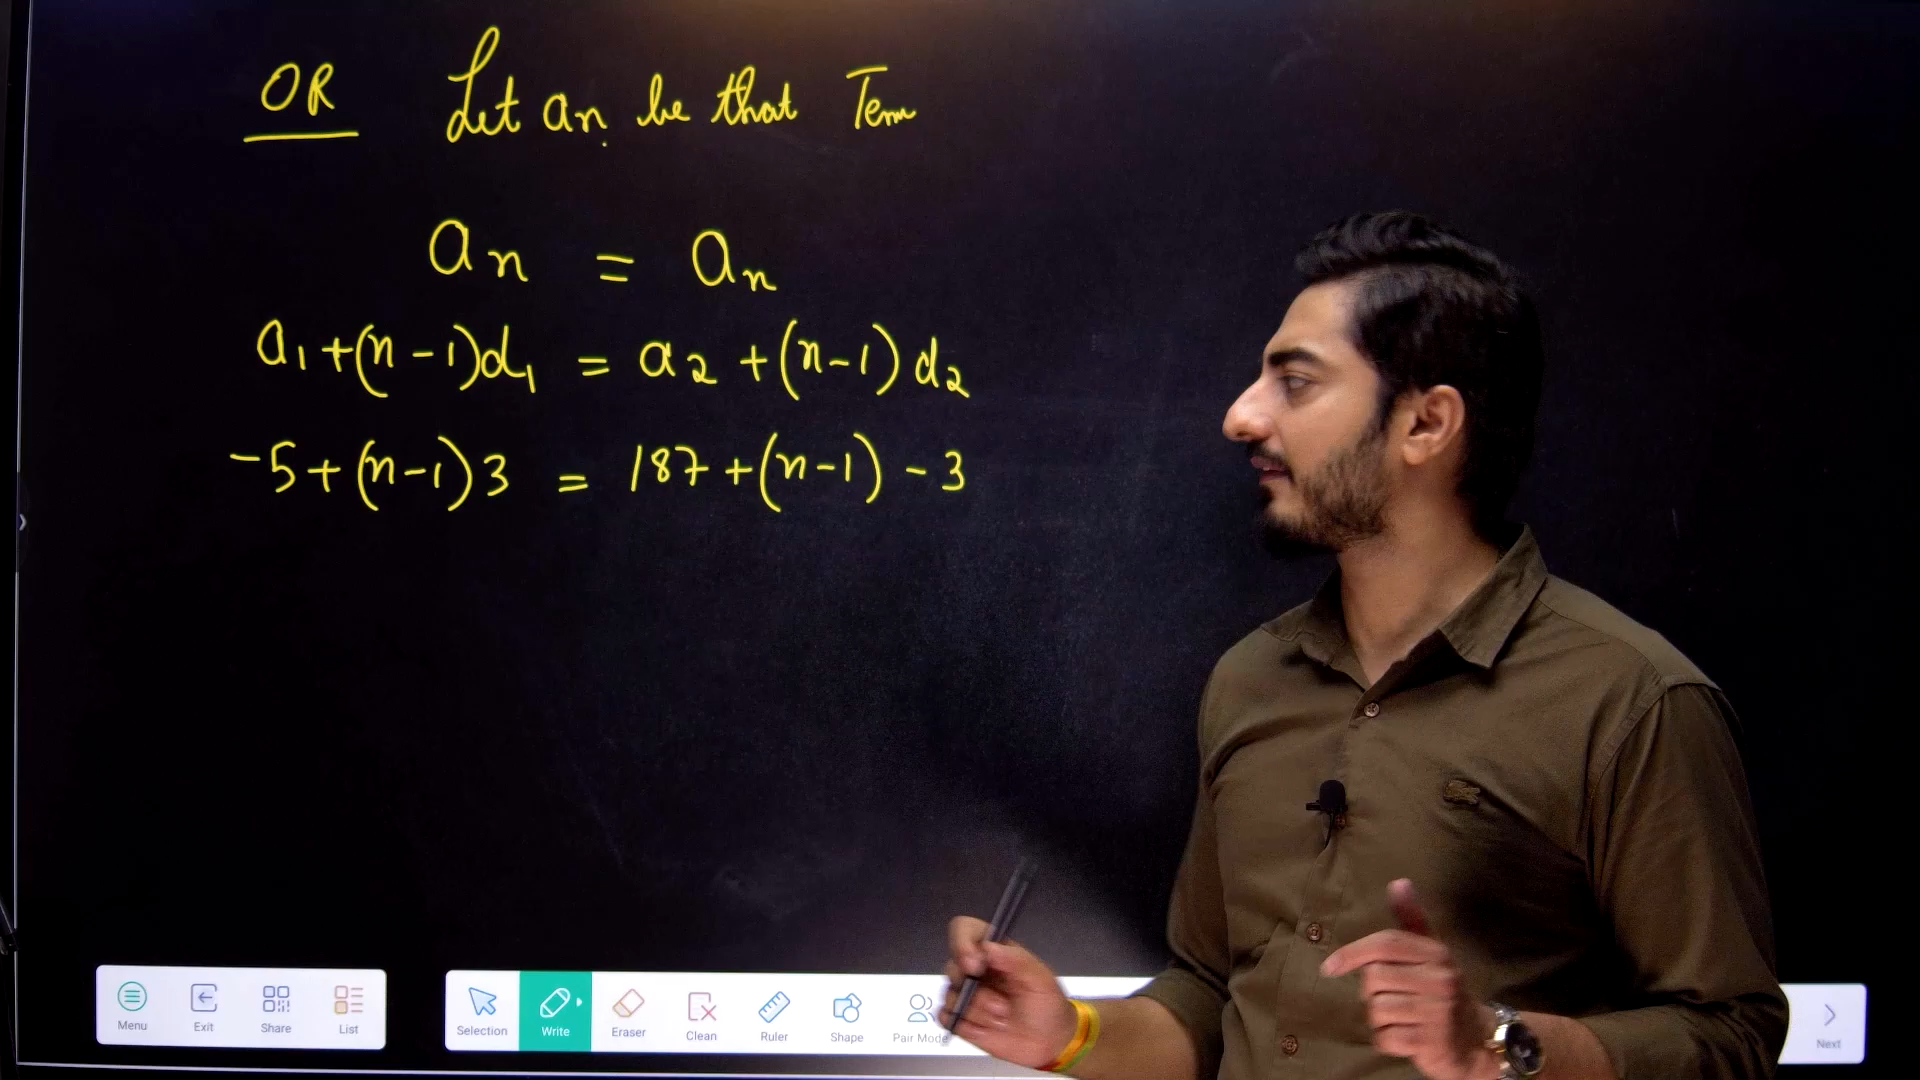 OR Let an be that Term
an = an
a1+(n-1)d1 = a2+(n-1)d2
-5+(n-1)3 = 187+(n-1)-3
Menu Exit Share List Selection Write Eraser Clean Ruler Shape Pair Mode Next